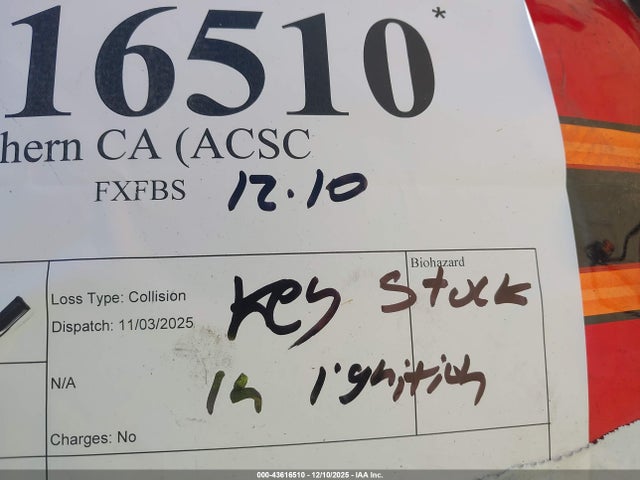 16510*
hern CA (ACSC
FXFBS 12.10
Biohazard
Loss Type: Collision
Dispatch: 11/03/2025
key stuck
N/A
in ignition
Charges: No
000-43616510 - 12/10/2025 - IAA Inc.